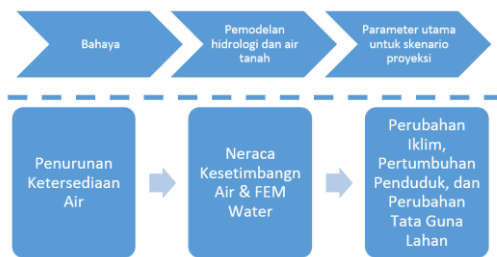 Bahaya
Pemodelan
hidrologi dan air
tanah
Parameter utama
untuk skenario
proyeksi
Penurunan
Ketersediaan
Air
Neraca
Kesetimbangn
Air & FEM
Water
Perubahan
Iklim,
Pertumbuhan
Penduduk, dan
Perubahan
Tata Guna
Lahan